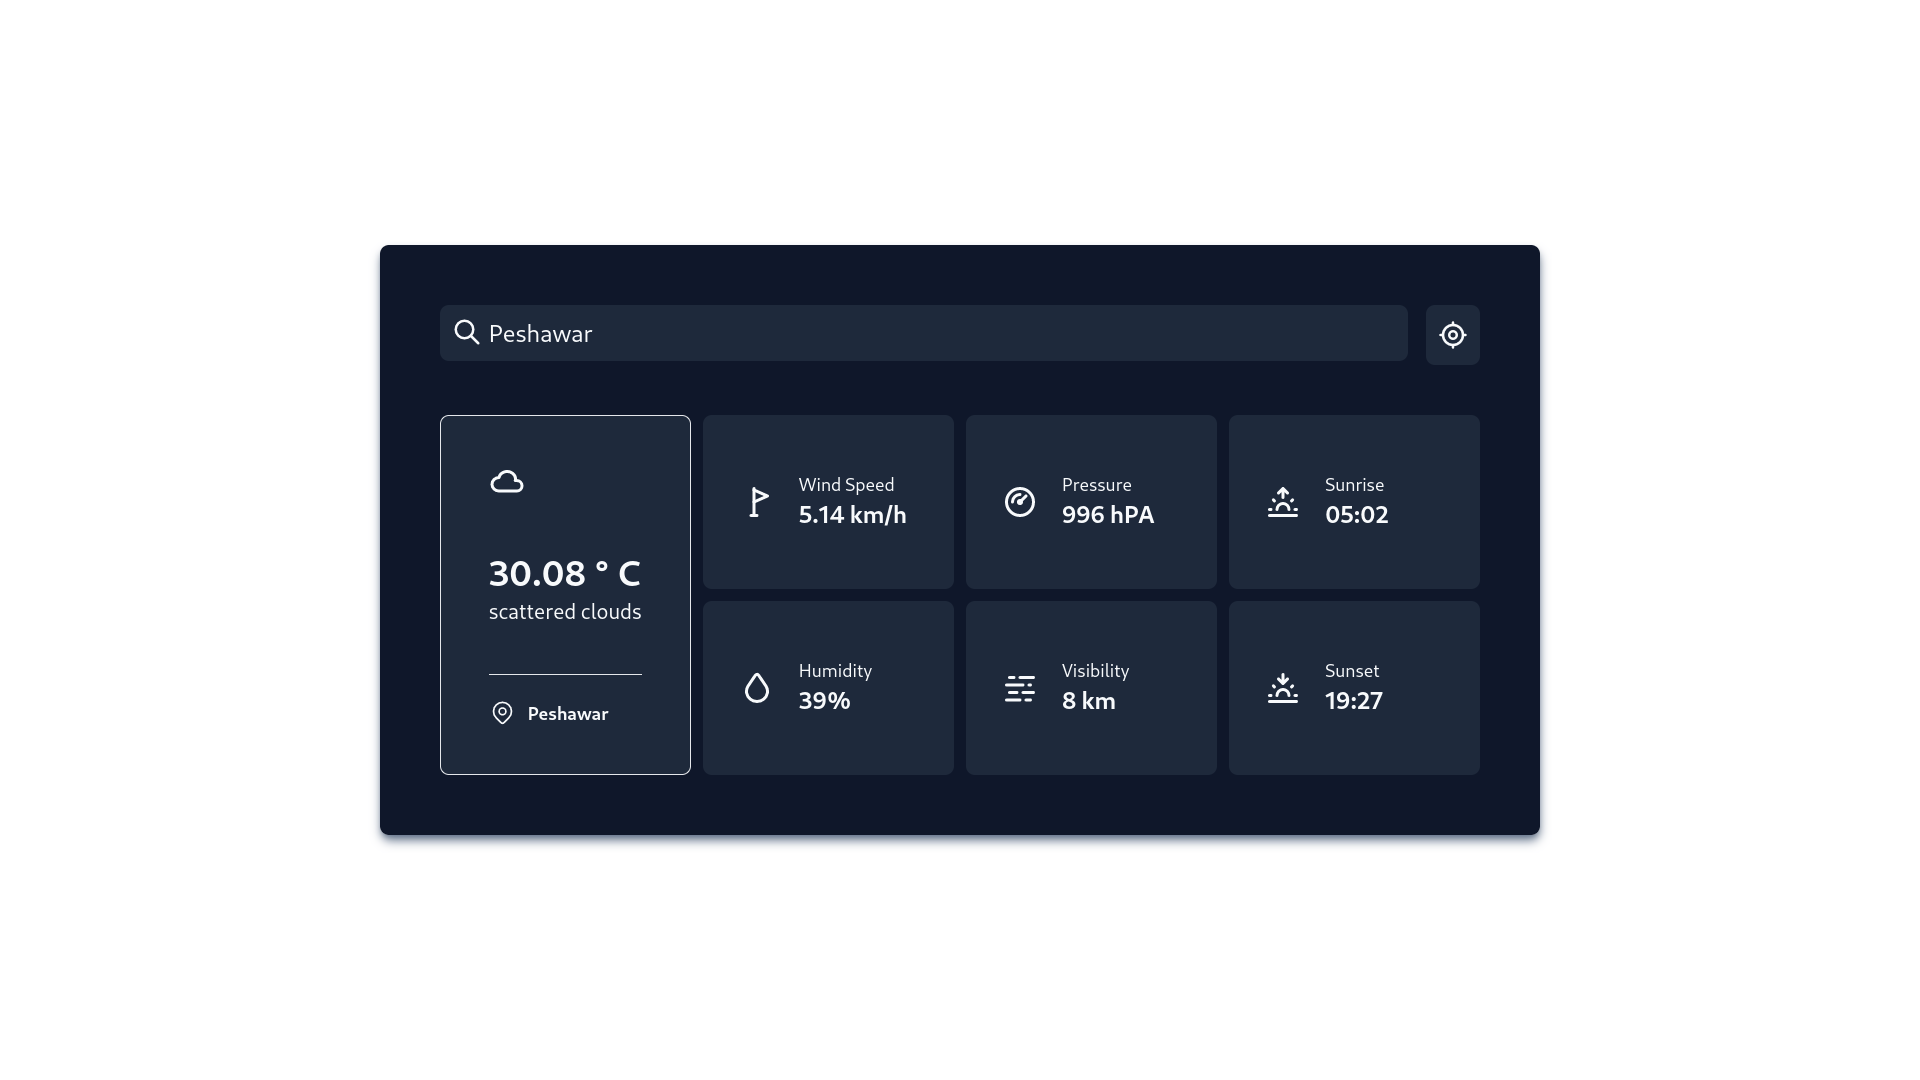 Peshawar
30.08 ° C
scattered clouds
Peshawar
Wind Speed
5.14 km/h
Pressure
996 hPA
Sunrise
05:02
Humidity
39%
Visibility
8 km
Sunset
19:27